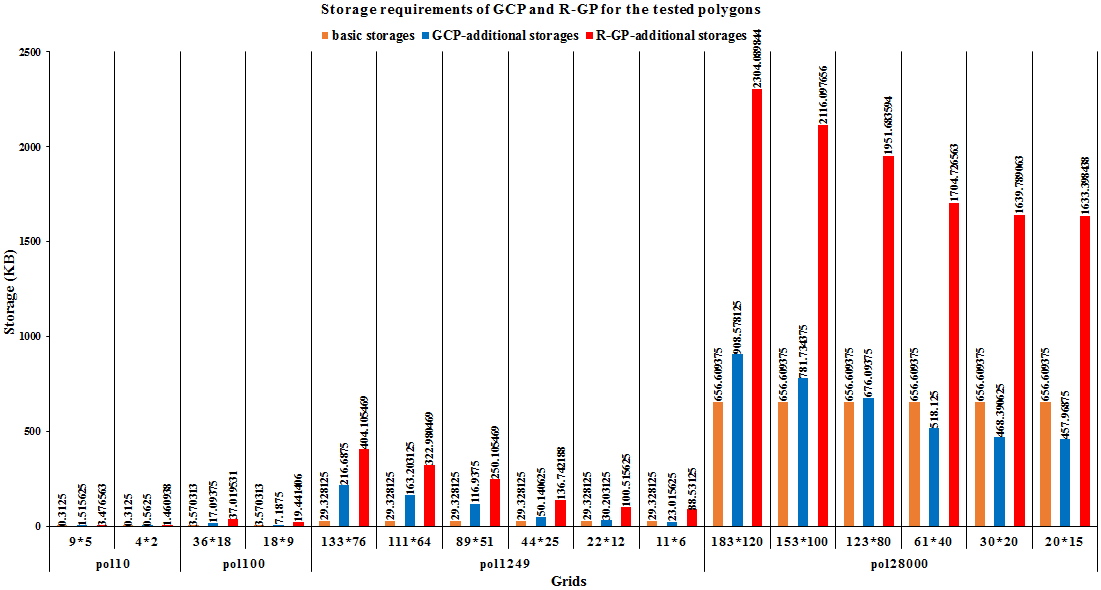 Storage requirements of GCP and R-GP for the tested polygons
basic storages GCP-additional storages R-GP-additional storages
Storage (KB)
2500
2000
1500
1000
500
0
0.3125 1.515625 3.476563 0.3125 0.5625 1.460938 3.570313 17.09375 37.019531 3.570313 7.1875 19.441406 29.328125 216.6875 404.105469 29.328125 163.203125 322.980469 29.328125 116.9375 250.105469 29.328125 50.140625 136.742188 29.328125 30.203125 100.515625 29.328125 23.015625 88.53125 656.609375 908.578125 2304.089844 656.609375 781.734375 2116.097656 656.609375 676.09375 1951.683594 656.609375 518.125 1704.726563 656.609375 468.390625 1639.789063 656.609375 457.96875 1633.398438
9*5 4*2 36*18 18*9 133*76 111*64 89*51 44*25 22*12 11*6 183*120 153*100 123*80 61*40 30*20 20*15
pol10 pol100 pol1249 pol28000
Grids